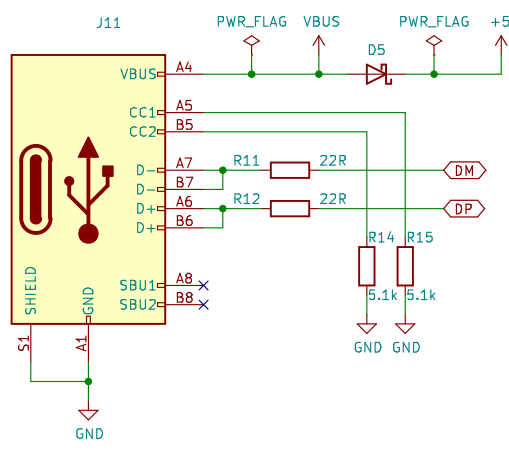 J11 PWR_FLAG VBUS PWR_FLAG +5
D5
VBUS A4
CC1 A5
CC2 B5
D- A7 R11 22R DM
D- B7
D+ A6 R12 22R DP
D+ B6
R14 R15
SHIELD GND SBU1 A8
SBU2 B8 5.1k 5.1k
S1 A1 GND GND
GND